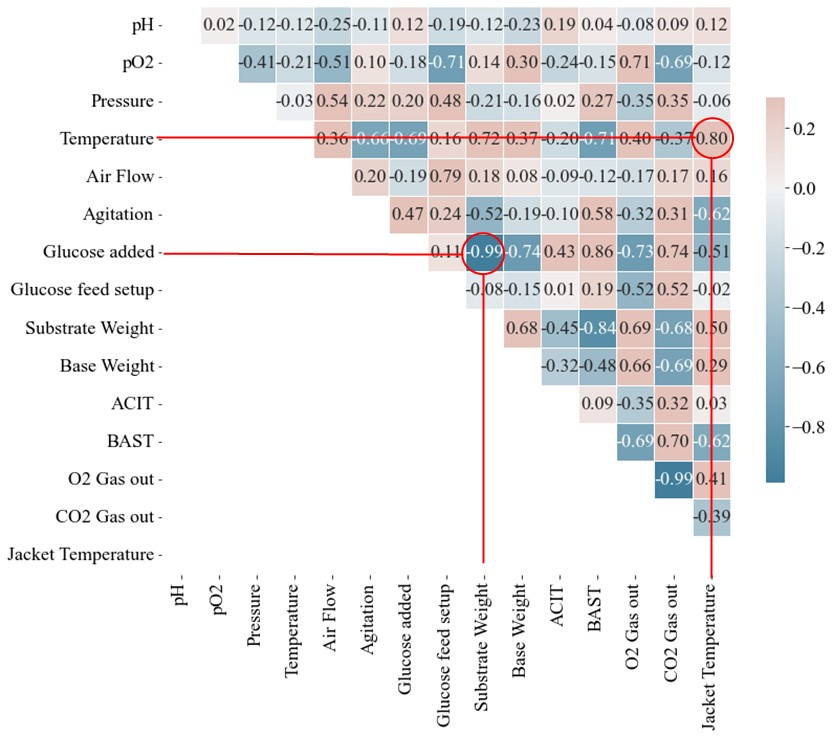 pH 0.02 -0.12 -0.12 -0.25 -0.11 0.12 -0.19 -0.12 -0.23 0.19 0.04 -0.08 0.09 0.12
pO2 -0.41 -0.21 -0.51 0.10 -0.18 -0.71 0.14 0.30 -0.24 -0.15 0.71 -0.69 -0.12
Pressure -0.03 0.54 0.22 0.20 0.48 -0.21 -0.16 0.02 0.27 -0.35 0.35 -0.06
Temperature 0.36 -0.66 -0.69 0.16 0.72 0.37 -0.20 -0.71 0.40 -0.37 0.80
Air Flow 0.20 -0.19 0.79 0.18 0.08 -0.09 -0.12 -0.17 0.17 0.16
Agitation 0.47 0.24 -0.52 -0.19 -0.10 0.58 -0.32 0.31 -0.62
Glucose added 0.11 -0.99 -0.74 0.43 0.86 -0.73 0.74 -0.51
Glucose feed setup -0.08 -0.15 0.01 0.19 -0.52 0.52 -0.02
Substrate Weight 0.68 -0.45 -0.84 0.69 -0.68 0.50
Base Weight -0.32 -0.48 0.66 -0.69 0.29
ACIT 0.09 -0.35 0.32 0.03
BAST -0.69 0.70 -0.62
O2 Gas out -0.99 0.41
CO2 Gas out -0.39
Jacket Temperature
pH
pO2
Pressure
Temperature
Air Flow
Agitation
Glucose added
Glucose feed setup
Substrate Weight
Base Weight
ACIT
BAST
O2 Gas out
CO2 Gas out
Jacket Temperature
0.2
0.0
−0.2
−0.4
−0.6
−0.8